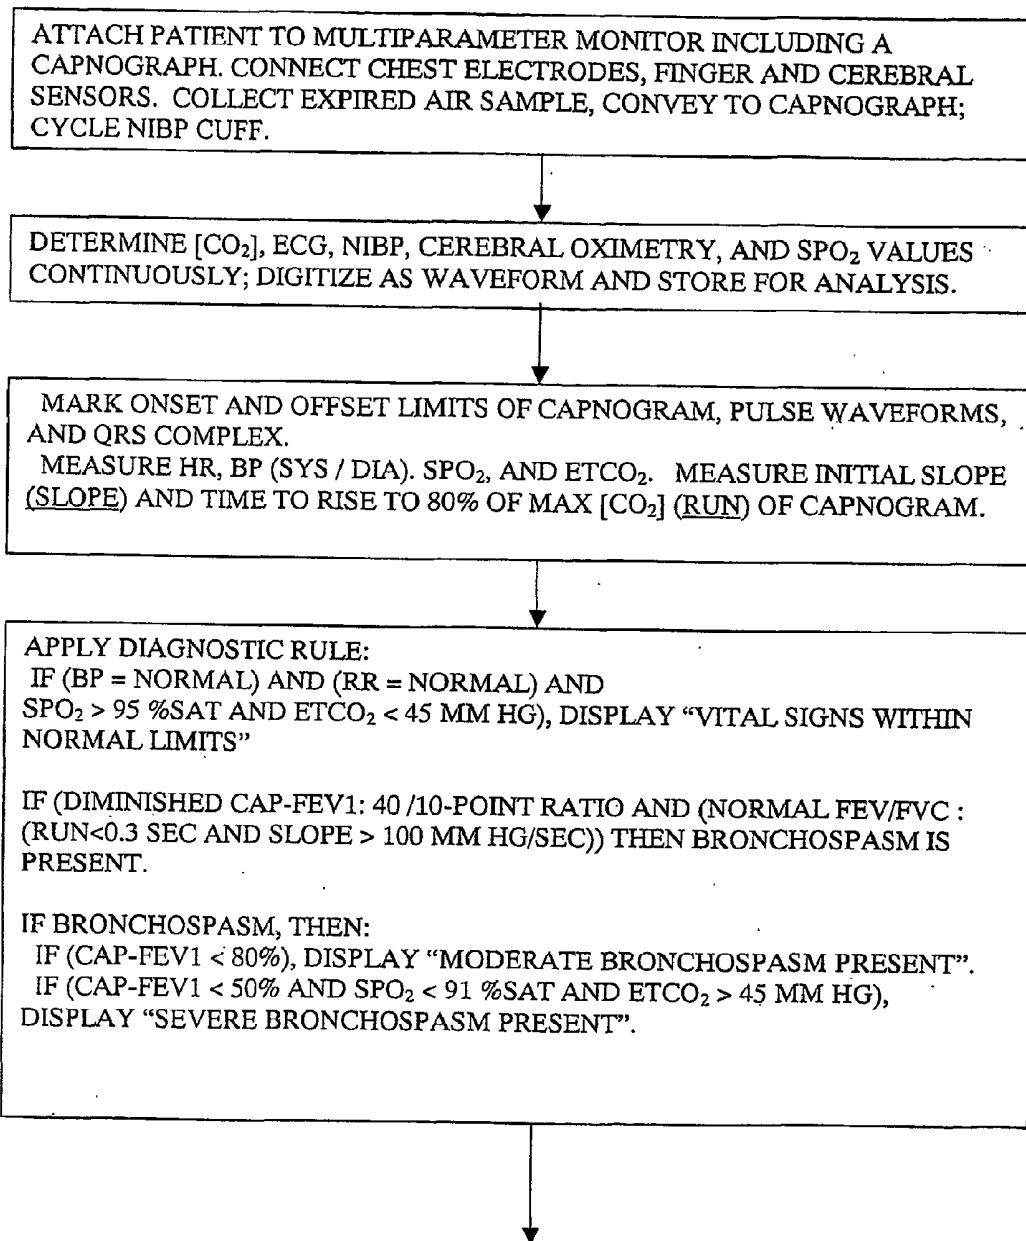 ATTACH PATIENT TO MULTIPARAMETER MONITOR INCLUDING A
CAPNOGRAPH. CONNECT CHEST ELECTRODES, FINGER AND CEREBRAL
SENSORS. COLLECT EXPIRED AIR SAMPLE, CONVEY TO CAPNOGRAPH;
CYCLE NIBP CUFF.
DETERMINE [CO₂], ECG, NIBP, CEREBRAL OXIMETRY, AND SPO₂ VALUES
CONTINUOUSLY; DIGITIZE AS WAVEFORM AND STORE FOR ANALYSIS.
MARK ONSET AND OFFSET LIMITS OF CAPNOGRAM, PULSE WAVEFORMS,
AND QRS COMPLEX.
MEASURE HR, BP (SYS / DIA). SPO₂, AND ETCO₂. MEASURE INITIAL SLOPE
(SLOPE) AND TIME TO RISE TO 80% OF MAX [CO₂] (RUN) OF CAPNOGRAM.
APPLY DIAGNOSTIC RULE:
IF (BP = NORMAL) AND (RR = NORMAL) AND
SPO₂ > 95 %SAT AND ETCO₂ < 45 MM HG), DISPLAY “VITAL SIGNS WITHIN
NORMAL LIMITS”
IF (DIMINISHED CAP-FEV1: 40 /10-POINT RATIO AND (NORMAL FEV/FVC :
(RUN<0.3 SEC AND SLOPE > 100 MM HG/SEC)) THEN BRONCHOSPASM IS
PRESENT.
IF BRONCHOSPASM, THEN:
IF (CAP-FEV1 < 80%), DISPLAY “MODERATE BRONCHOSPASM PRESENT”.
IF (CAP-FEV1 < 50% AND SPO₂ < 91 %SAT AND ETCO₂ > 45 MM HG),
DISPLAY “SEVERE BRONCHOSPASM PRESENT”.